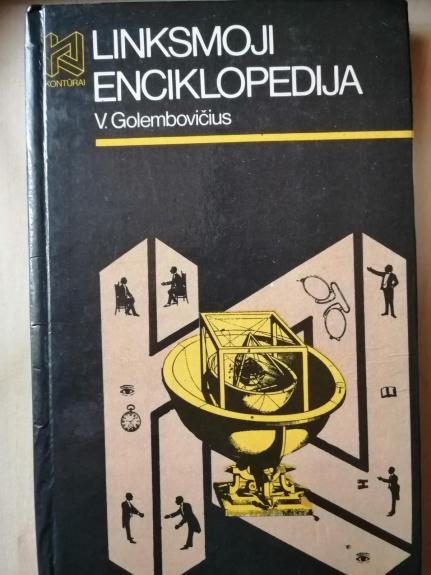 KONTŪRAI
LINKSMOJI
ENCIKLOPEDIJA
V. Golembovičius